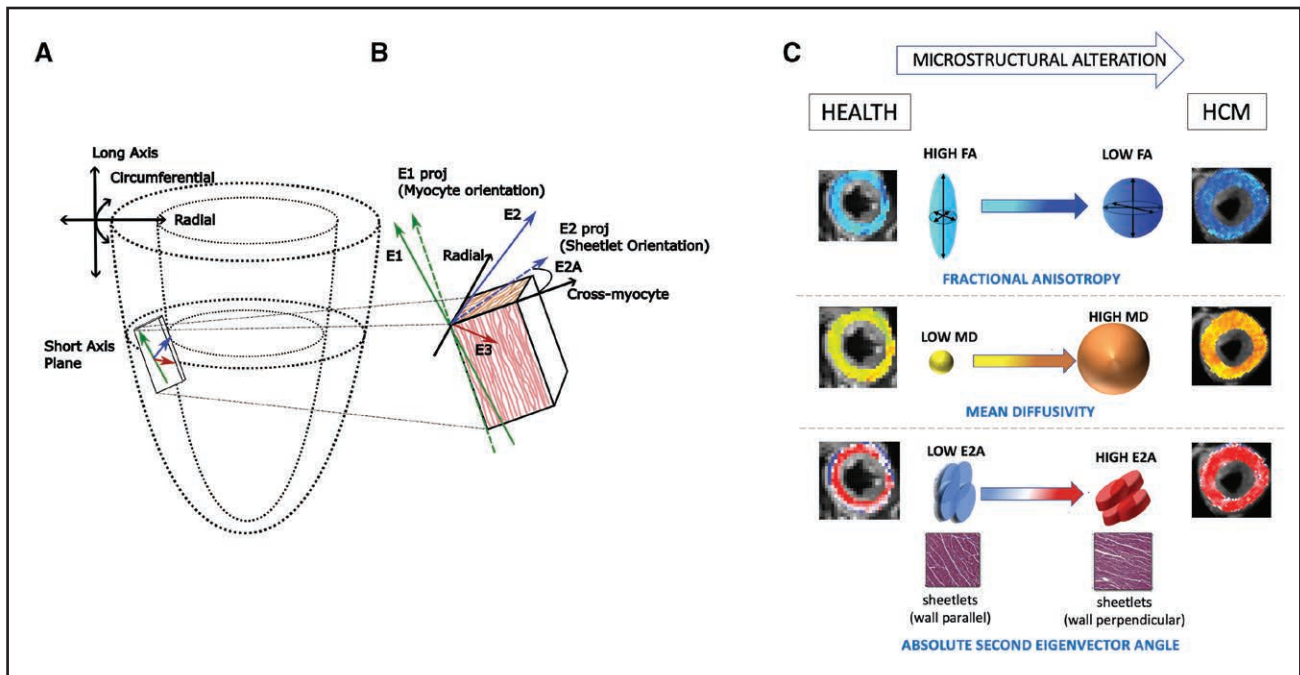 A
Long Axis
Circumferential
Radial
Short Axis
Plane
B
E1 proj
(Myocyte orientation)
E2
E2 proj
(Sheetlet Orientation)
E1
Radial
E2A
Cross-myocyte
E3
C
MICROSTRUCTURAL ALTERATION
HEALTH
HCM
HIGH FA
LOW FA
FRACTIONAL ANISOTROPY
LOW MD
HIGH MD
MEAN DIFFUSIVITY
LOW E2A
HIGH E2A
sheetlets
(wall parallel)
sheetlets
(wall perpendicular)
ABSOLUTE SECOND EIGENVECTOR ANGLE